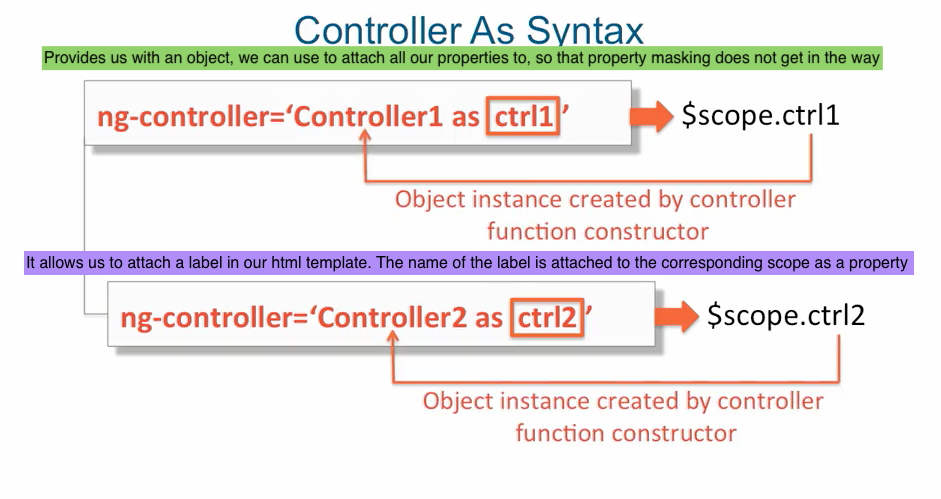 Controller As Syntax
Provides us with an object, we can use to attach all our properties to, so that property masking does not get in the way
ng-controller=‘Controller1 as ctrl1’
$scope.ctrl1
Object instance created by controller
function constructor
It allows us to attach a label in our html template. The name of the label is attached to the corresponding scope as a property
ng-controller=‘Controller2 as ctrl2’
$scope.ctrl2
Object instance created by controller
function constructor